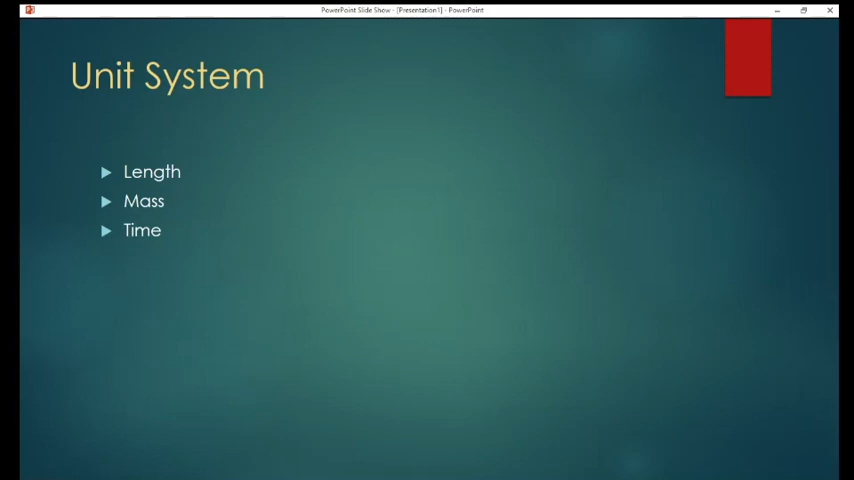 PowerPoint Slide Show - [Presentation1] - PowerPoint
Unit System
Length
Mass
Time